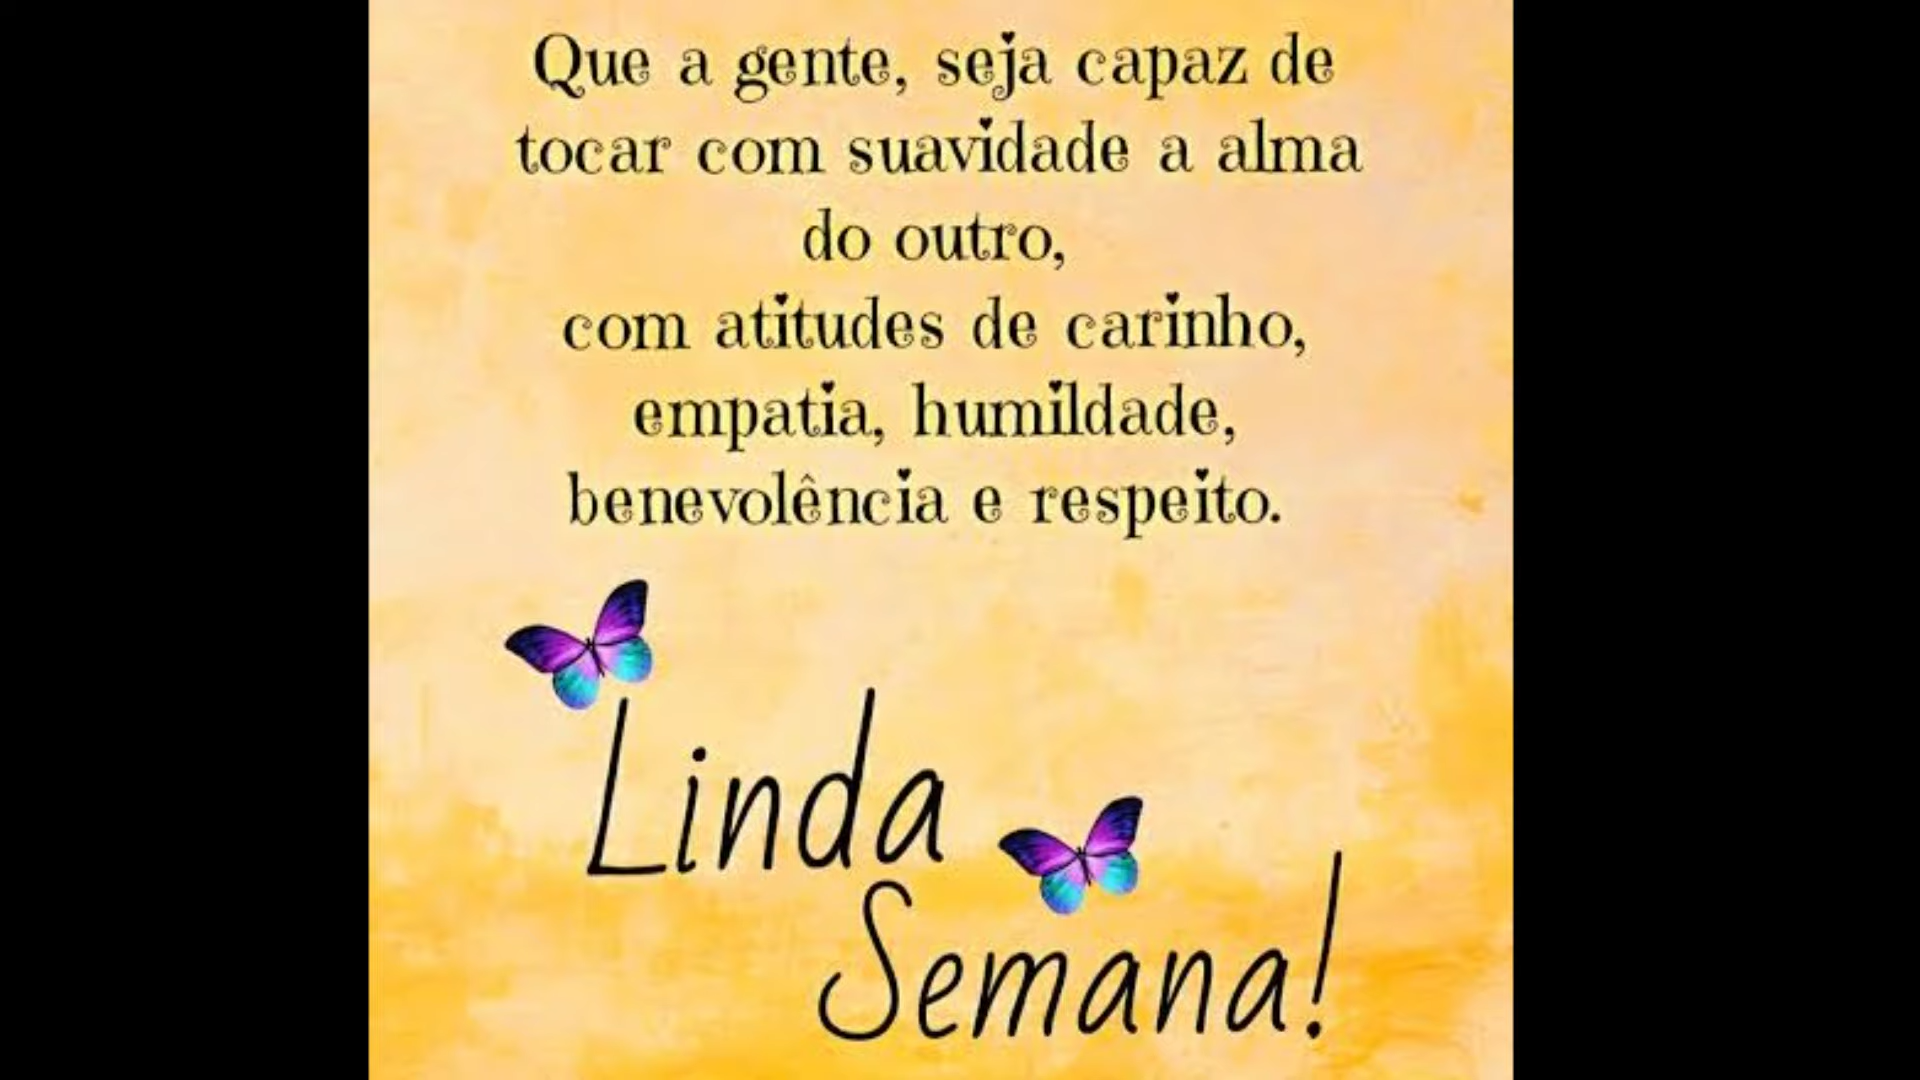 Que a gente, seja capaz de
tocar com suavidade a alma
do outro,
com atitudes de carinho,
empatia, humildade,
benevolência e respeito.
Linda
Semana!